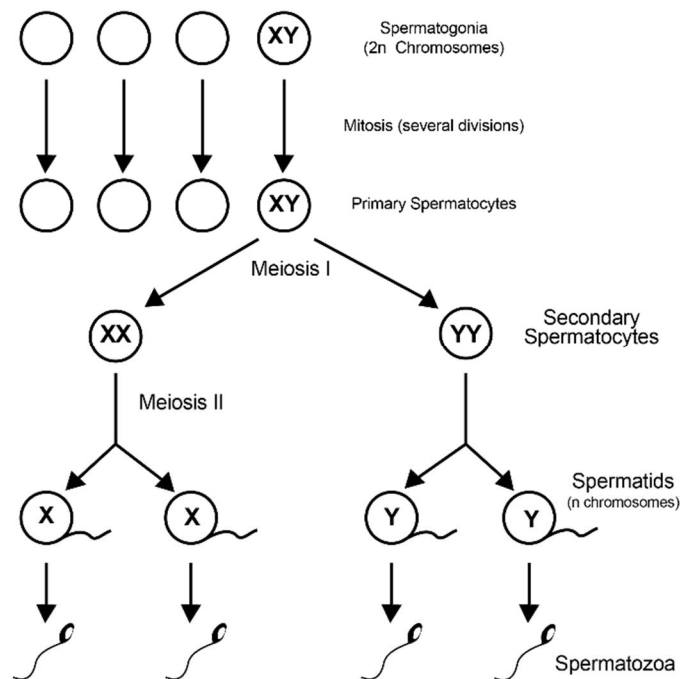 XY
Spermatogonia
(2n Chromosomes)
Mitosis (several divisions)
XY
Primary Spermatocytes
Meiosis I
XX
YY
Secondary
Spermatocytes
Meiosis II
X
X
Y
Y
Spermatids
(n chromosomes)
Spermatozoa